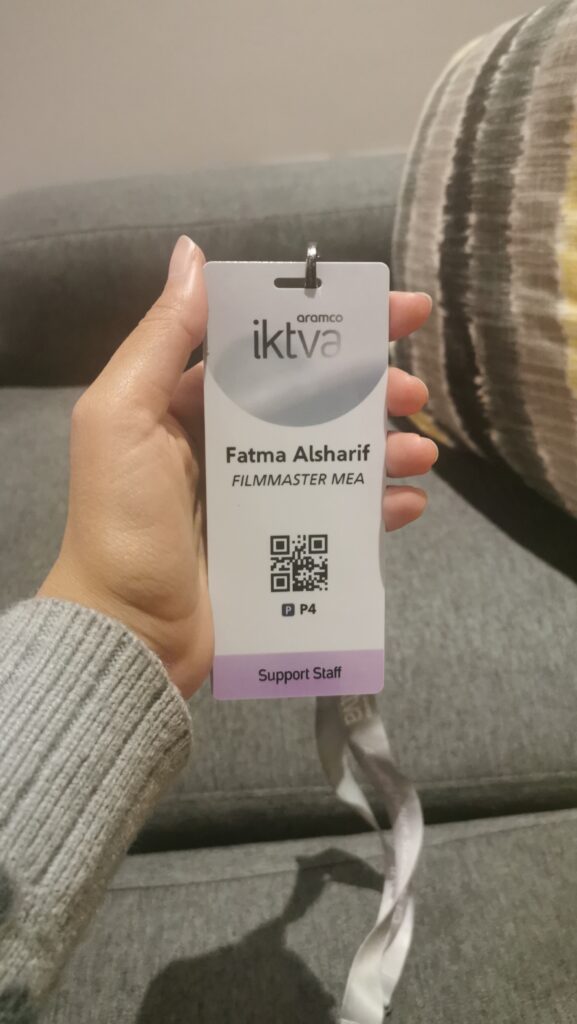 aramco
iktva
Fatma Alsharif
FILMMASTER MEA
P P4
Support Staff